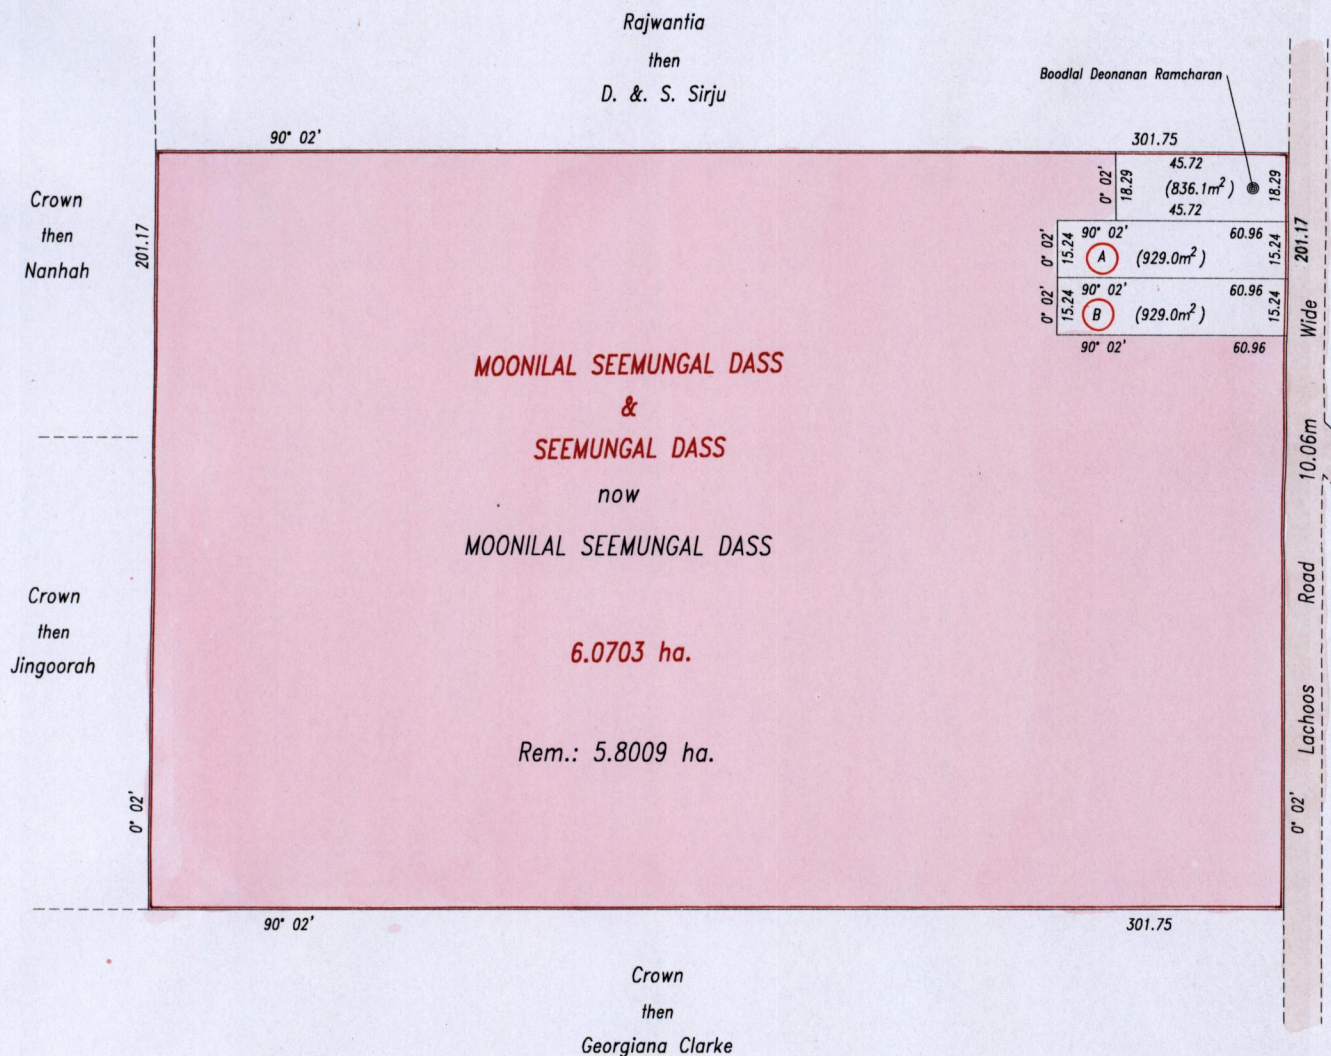 Rajwantia
then
D. &. S. Sirju
Boodlal Deonanan Ramcharan
90° 02'
301.75
Crown
then
Nanhah
201.17
0° 02'
18.29
45.72
(836.1m²)
45.72
18.29
0° 02'
15.24
90° 02'
60.96
A
(929.0m²)
15.24
0° 02'
15.24
90° 02'
60.96
B
(929.0m²)
15.24
90° 02'
60.96
201.17
Lachoos Road 10.06m Wide
0° 02'
MOONILAL SEEMUNGAL DASS
&
SEEMUNGAL DASS
now
MOONILAL SEEMUNGAL DASS
6.0703 ha.
Rem.: 5.8009 ha.
Crown
then
Jingoorah
0° 02'
90° 02'
301.75
Crown
then
Georgiana Clarke